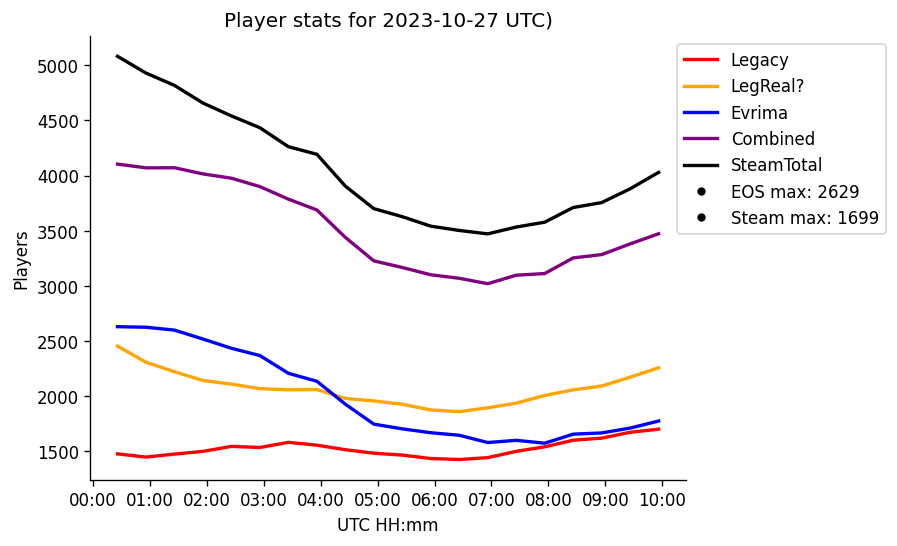 Player stats for 2023-10-27 UTC)
Legacy
LegReal?
Evrima
Combined
SteamTotal
EOS max: 2629
Steam max: 1699
Players
5000
4500
4000
3500
3000
2500
2000
1500
00:00 01:00 02:00 03:00 04:00 05:00 06:00 07:00 08:00 09:00 10:00
UTC HH:mm